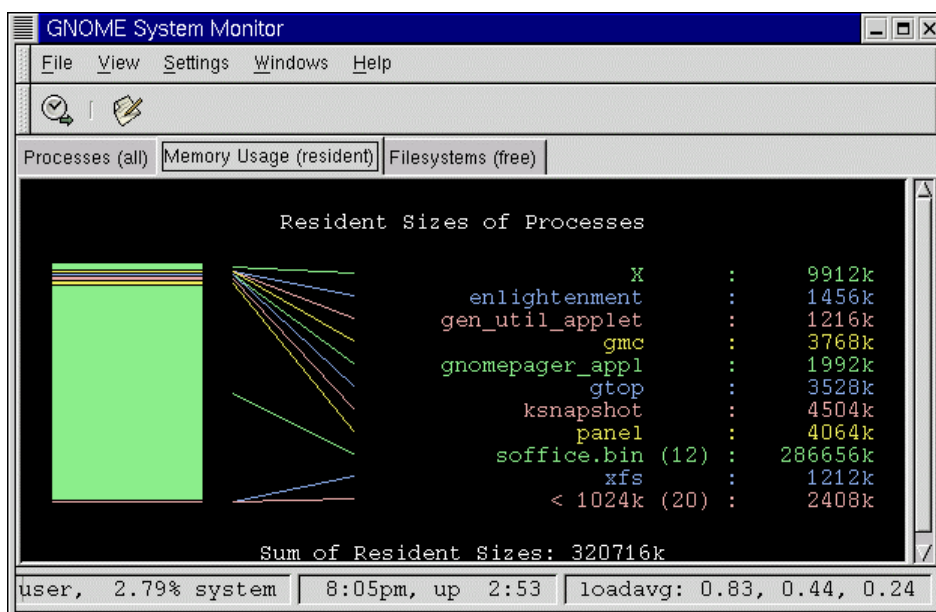 GNOME System Monitor
File View Settings Windows Help
Processes (all) Memory Usage (resident) Filesystems (free)
Resident Sizes of Processes
X : 9912k
enlightenment : 1456k
gen_util_applet : 1216k
gmc : 3768k
gnomepager_appl : 1992k
gtop : 3528k
ksnapshot : 4504k
panel : 4064k
soffice.bin (12) : 286656k
xfs : 1212k
< 1024k (20) : 2408k
Sum of Resident Sizes: 320716k
user, 2.79% system 8:05pm, up 2:53 loadavg: 0.83, 0.44, 0.24